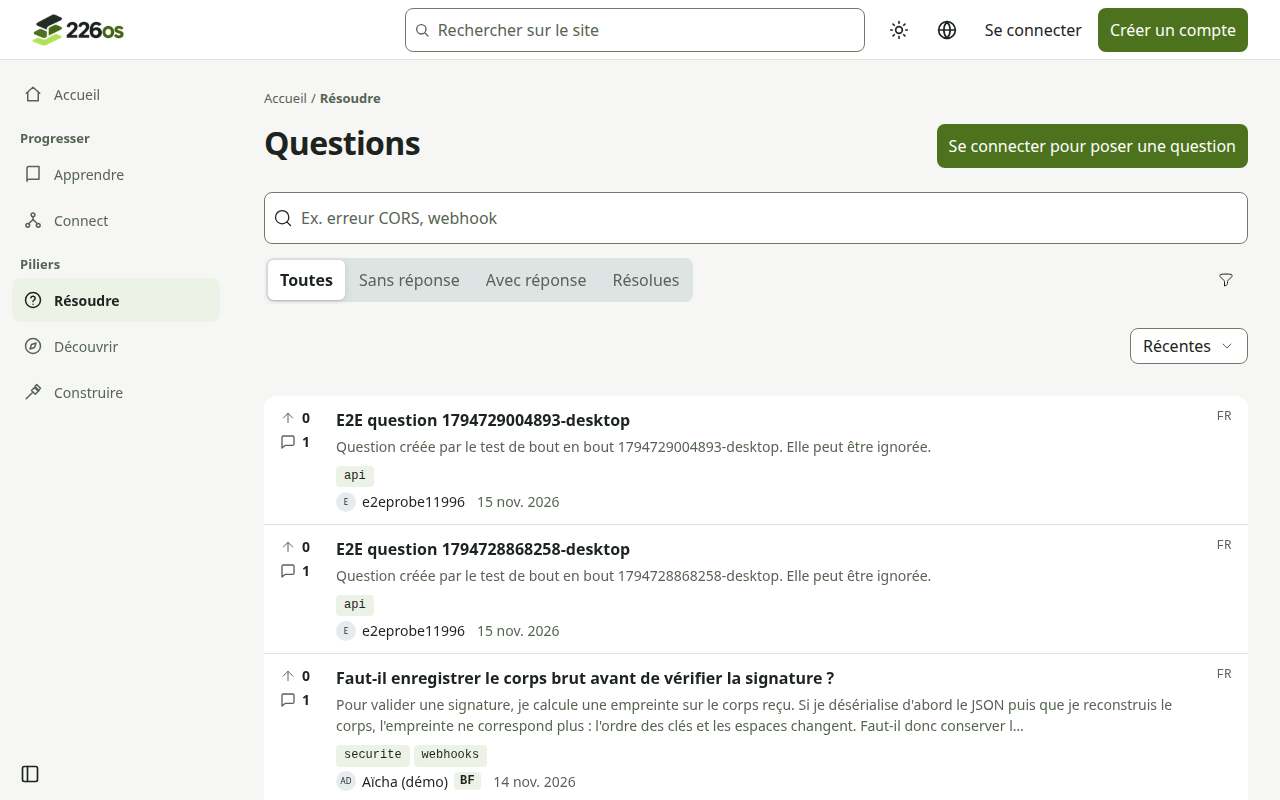 226os
Rechercher sur le site
Se connecter
Créer un compte
Accueil
Progresser
Apprendre
Connect
Piliers
Résoudre
Découvrir
Construire
Accueil / Résoudre
Questions
Se connecter pour poser une question
Ex. erreur CORS, webhook
Toutes
Sans réponse
Avec réponse
Résolues
Récentes
0
E2E question 1794729004893-desktop
FR
1
Question créée par le test de bout en bout 1794729004893-desktop. Elle peut être ignorée.
api
E e2eprobe11996 15 nov. 2026
0
E2E question 1794728868258-desktop
FR
1
Question créée par le test de bout en bout 1794728868258-desktop. Elle peut être ignorée.
api
E e2eprobe11996 15 nov. 2026
0
Faut-il enregistrer le corps brut avant de vérifier la signature ?
FR
1
Pour valider une signature, je calcule une empreinte sur le corps reçu. Si je désérialise d'abord le JSON puis que je reconstruis le
corps, l'empreinte ne correspond plus : l'ordre des clés et les espaces changent. Faut-il donc conserver l…
securite webhooks
AD Aïcha (démo) BF 14 nov. 2026